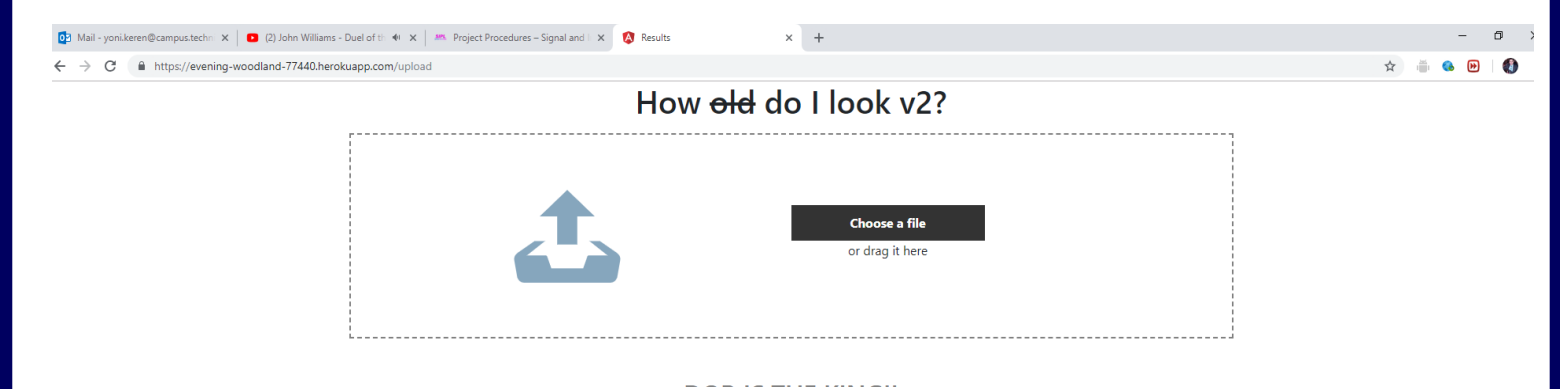 Mail - yoni.keren@campus.techn
(2) John Williams - Duel of th
Project Procedures – Signal and
Results
https://evening-woodland-77440.herokuapp.com/upload
How old do I look v2?
Choose a file
or drag it here